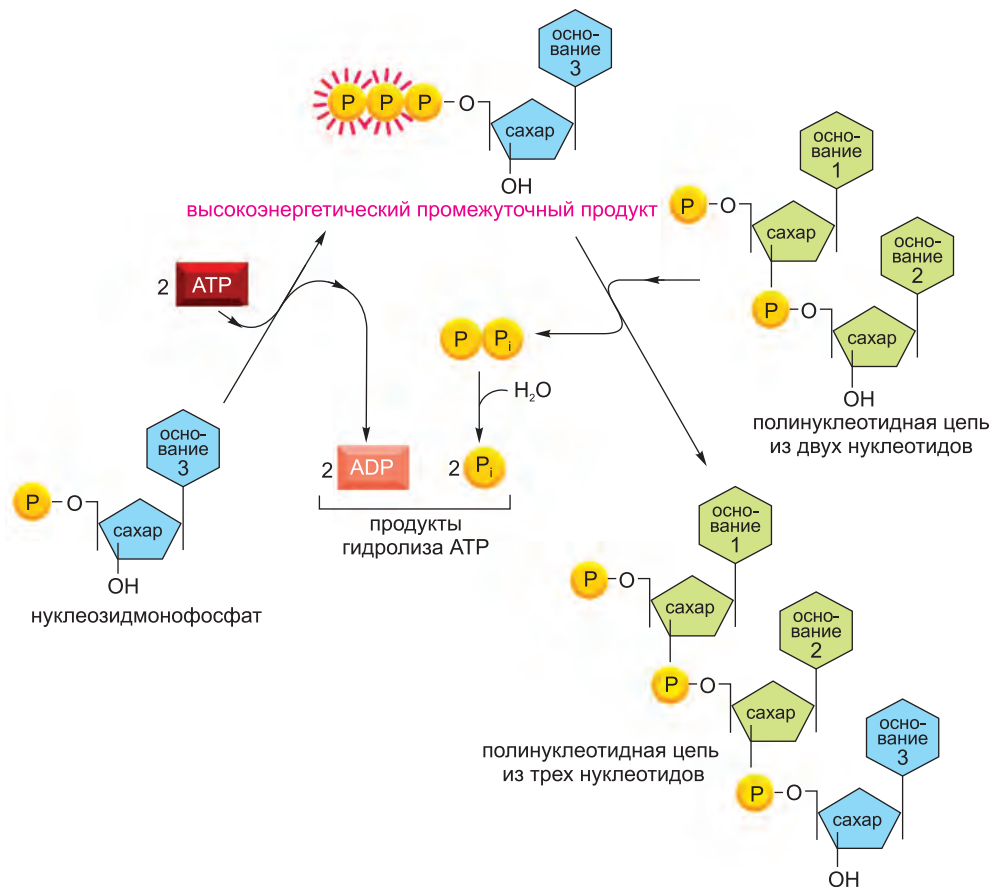 осно-
вание
3
P P P O
сахар
OH
высокоэнергетический промежуточный продукт
осно-
вание
1
P O
сахар
осно-
вание
2
P O
сахар
OH
полинуклеотидная цепь
из двух нуклеотидов
2 ATP
P Pi
H2O
2 ADP
2 Pi
продукты
гидролиза ATP
осно-
вание
3
P O
сахар
OH
нуклеозидмонофосфат
осно-
вание
1
P O
сахар
осно-
вание
2
P O
сахар
осно-
вание
3
P O
сахар
OH
полинуклеотидная цепь
из трех нуклеотидов